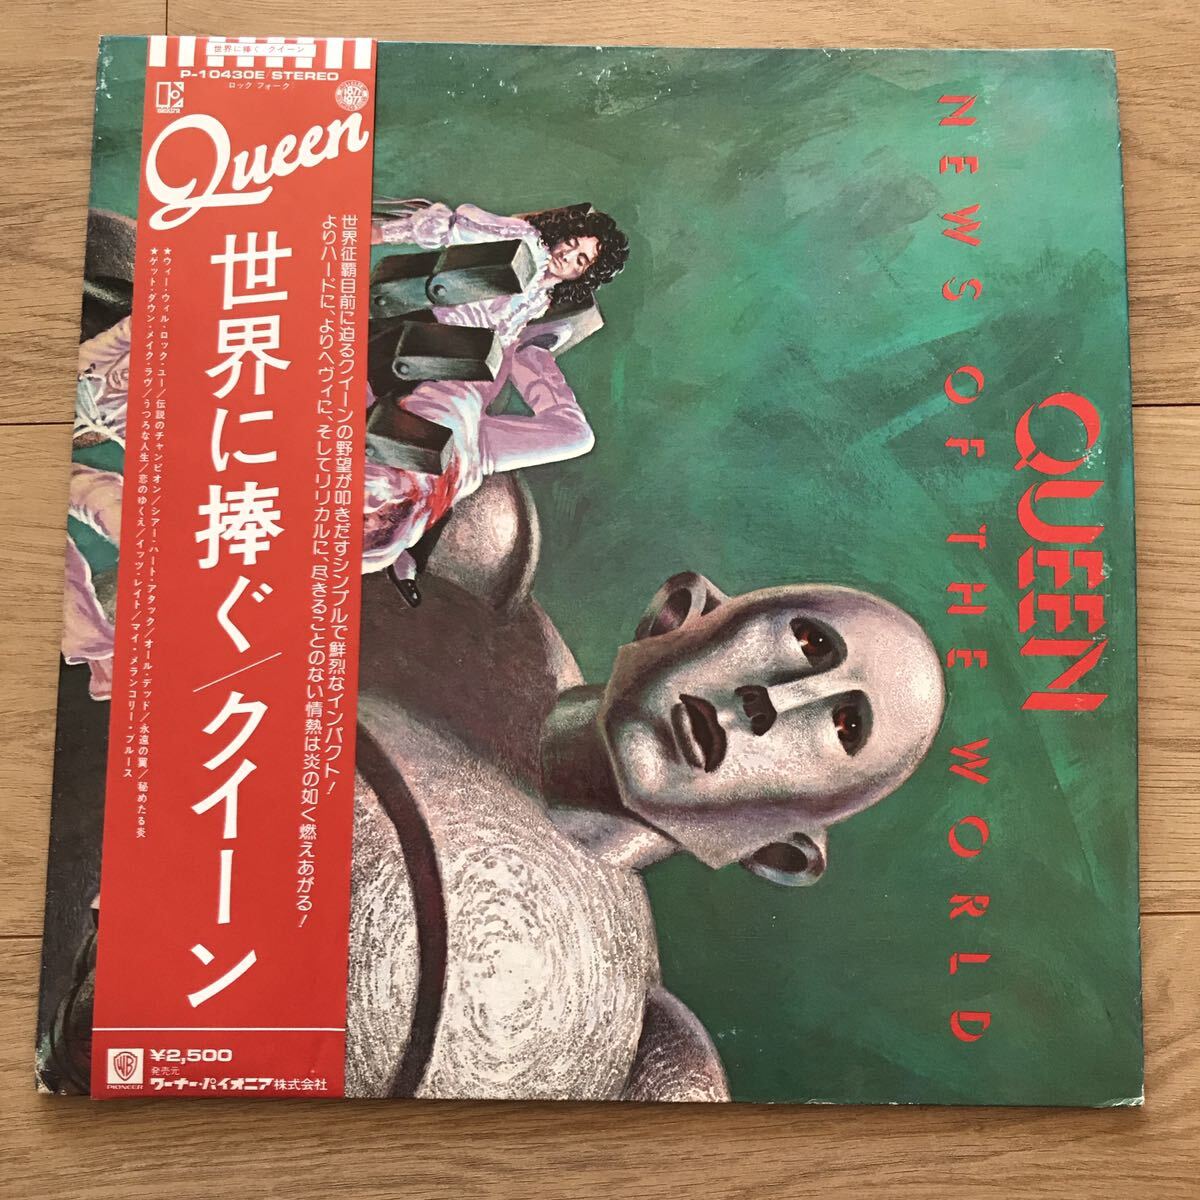 世界に捧ぐ/クイーン
P-10430E/STEREO
ロック フォーク
elektra
1877
1977
Queen
世界征覇目前に迫るクイーンの野望が叩きだすシンプルで鮮烈なインパクト!
よりハードに、よりヘヴィに、そしてリリカルに、尽きることのない情熱は炎の如く燃えあがる!
世界に捧ぐ/クイーン
★ウィー・ウィル・ロック・ユー/伝説のチャンピオン/シアー・ハート・アタック/オール・デッド/永遠の翼/秘めたる炎
★ゲット・ダウン・メイク・ラヴ/うつろな人生/恋のゆくえ/イッツ・レイト/マイ・メランコリー・ブルース
WB
PIONEER
¥2,500
発売元
ワーナー・パイオニア株式会社
QUEEN
NEWS OF THE WORLD